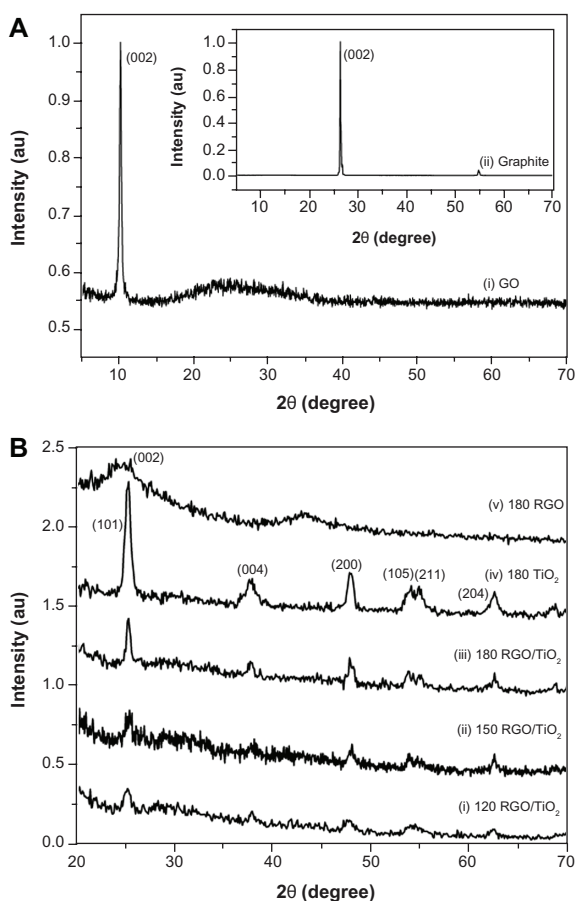 A
Intensity (au)
1.0
0.9
0.8
0.7
0.6
0.5
(002)
(i) GO
10 20 30 40 50 60 70
2θ (degree)
Intensity (au)
1.0
0.8
0.6
0.4
0.2
0.0
(002)
(ii) Graphite
10 20 30 40 50 60 70
2θ (degree)
B
Intensity (au)
2.5
2.0
1.5
1.0
0.5
0.0
(002)
(v) 180 RGO
(101)
(004)
(200)
(105) (211)
(204)
(iv) 180 TiO₂
(iii) 180 RGO/TiO₂
(ii) 150 RGO/TiO₂
(i) 120 RGO/TiO₂
20 30 40 50 60 70
2θ (degree)